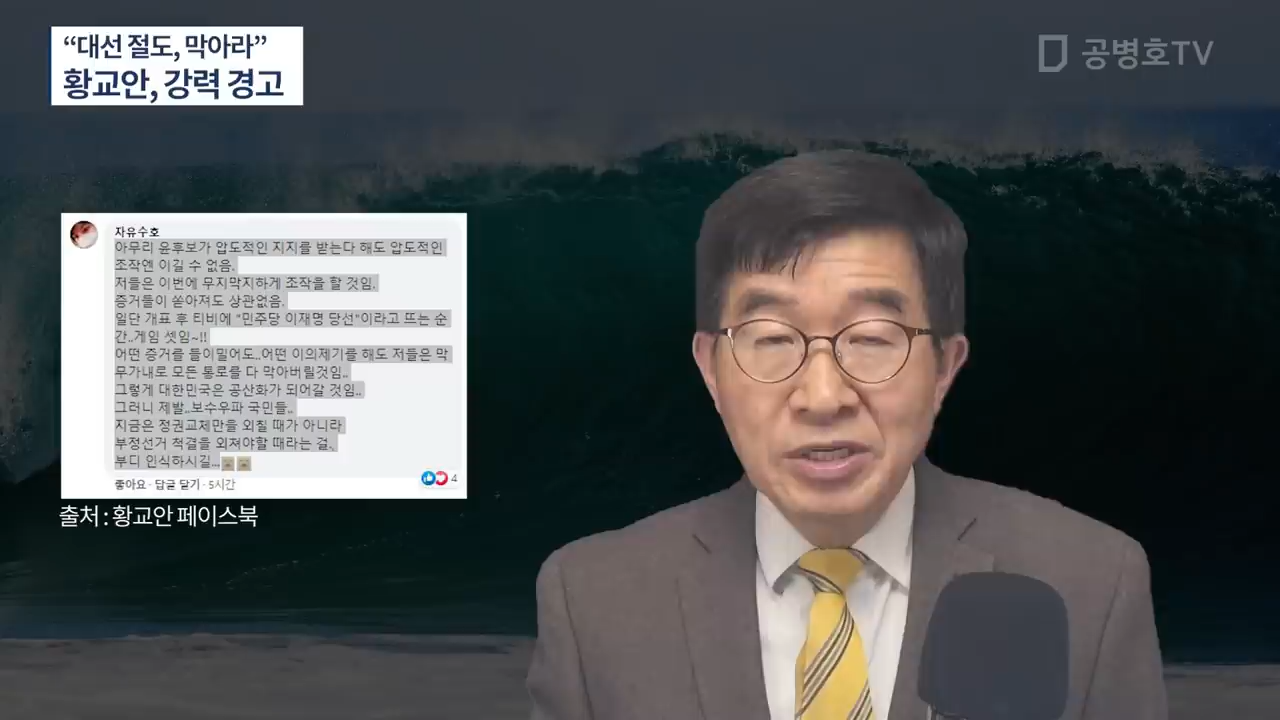 “대선 절도, 막아라”
황교안, 강력 경고
공병호TV
자유수호
아무리 윤후보가 압도적인 지지를 받는다 해도 압도적인
조작엔 이길 수 없음.
저들은 이번에 무지막지하게 조작을 할 것임.
증거들이 쏟아져도 상관없음.
일단 개표 후 티비에 "민주당 이재명 당선"이라고 뜨는 순
간..게임 셋임~!!
어떤 증거를 들이밀어도..어떤 이의제기를 해도 저들은 막
무가내로 모든 통로를 다 막아버릴것임..
그렇게 대한민국은 공산화가 되어갈 것임..
그러니 제발..보수우파 국민들..
지금은 정권교체만을 외칠 때가 아니라
부정선거 척결을 외쳐야할 때라는 걸.,
부디 인식하시길...
좋아요 · 답글 달기 · 5시간
4
출처 : 황교안 페이스북